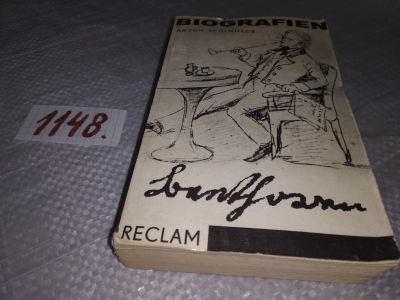 BIOGRAFIEN
ANTON SCHINDLER
1148.
Beethoven
RECLAM